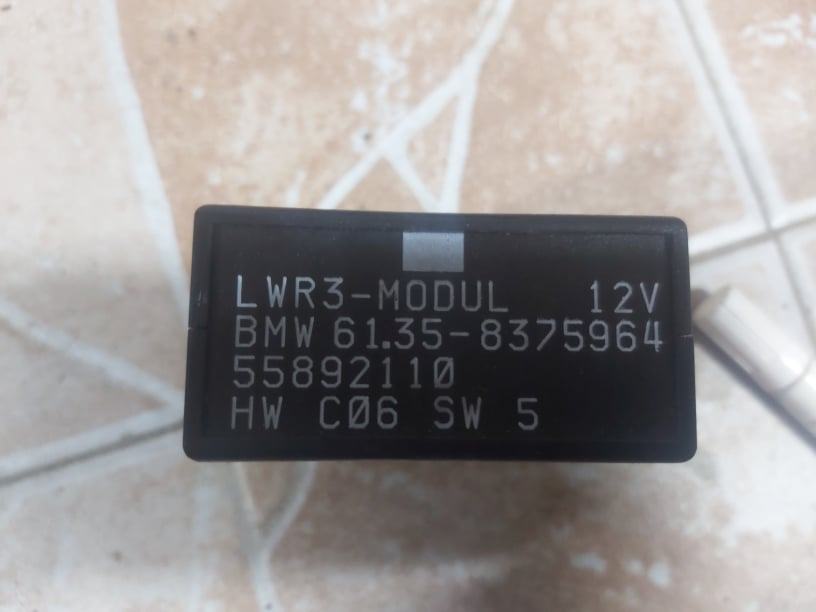 LWR3-MODUL 12V
BMW 61.35-8375964
55892110
HW C06 SW 5